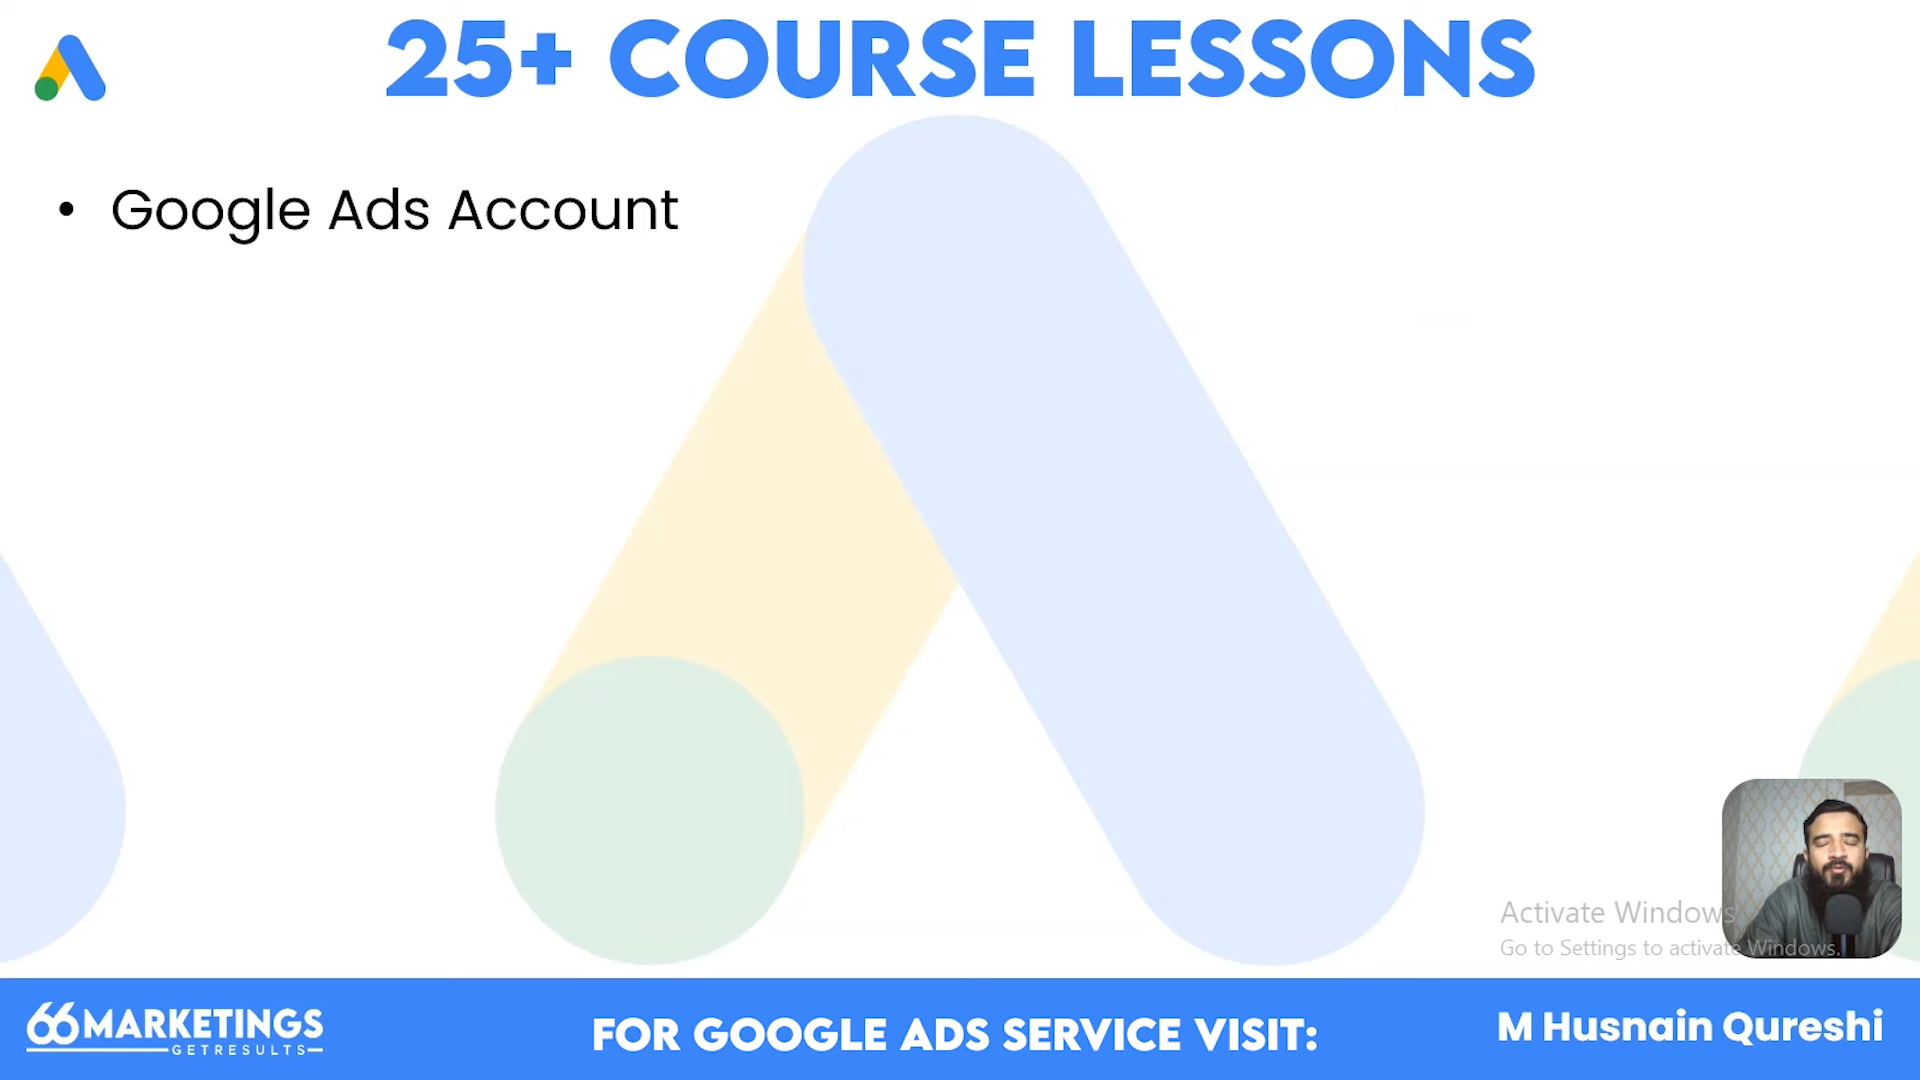 25+ COURSE LESSONS
• Google Ads Account
Activate Windows
Go to Settings to activate Windows.
66MARKETINGS
GETRESULTS
FOR GOOGLE ADS SERVICE VISIT:
M Husnain Qureshi